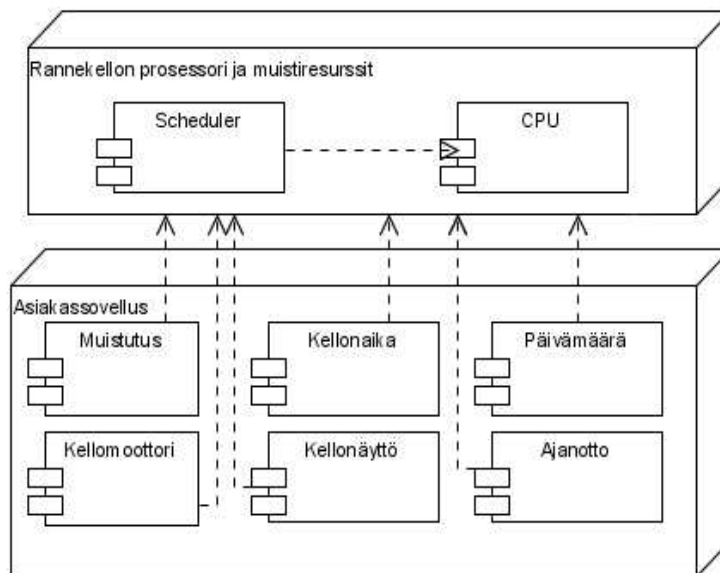 Rannekellon prosessori ja muistiresurssit
Scheduler
CPU
Asiakassovellus
Muistutus
Kellonaika
Päivämäärä
Kellomoottori
Kellonäyttö
Ajanotto